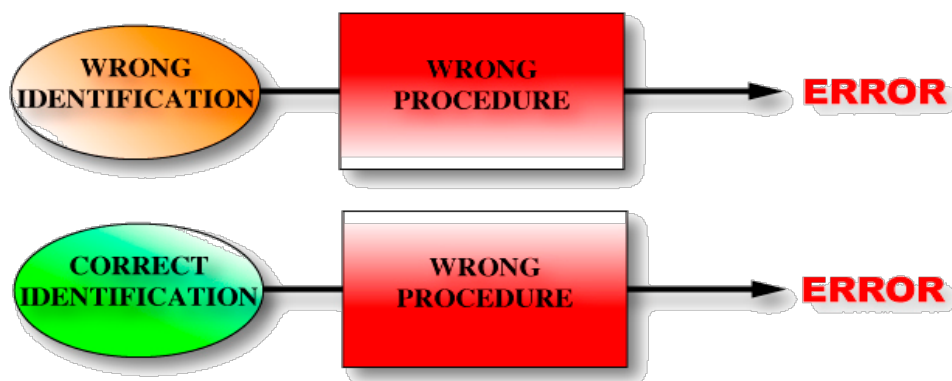 WRONG
IDENTIFICATION
WRONG
PROCEDURE
ERROR
CORRECT
IDENTIFICATION
WRONG
PROCEDURE
ERROR